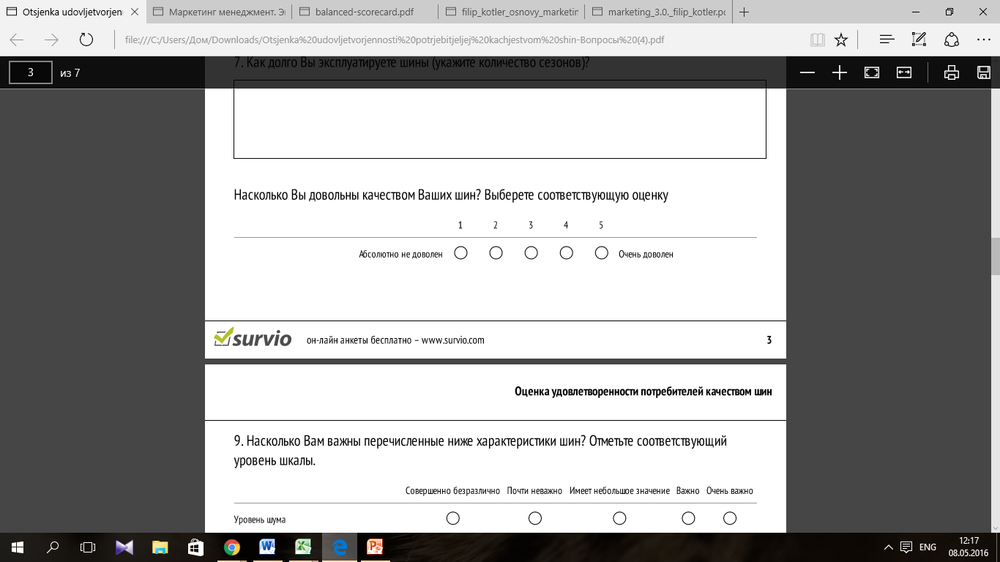 Otsjenka udovljetvorjenn
Маркетинг менеджмент. Эк
balanced-scorecard.pdf
filip_kotler_osnovy_marketin
marketing_3.0._filip_kotler.pd
file:///C:/Users/Дом/Downloads/Otsjenka%20udovljetvorjennosti%20potrjebitjeljej%20kachjestvom%20shin-Вопросы%20(4).pdf
3 из 7
7. Как долго Вы эксплуатируете шины (укажите количество сезонов)?
Насколько Вы довольны качеством Ваших шин? Выберете соответствующую оценку
1 2 3 4 5
Абсолютно не доволен Очень доволен
survio он-лайн анкеты бесплатно – www.survio.com 3
Оценка удовлетворенности потребителей качеством шин
9. Насколько Вам важны перечисленные ниже характеристики шин? Отметьте соответствующий
уровень шкалы.
Совершенно безразлично Почти неважно Имеет небольшое значение Важно Очень важно
Уровень шума
ENG
12:17
08.05.2016